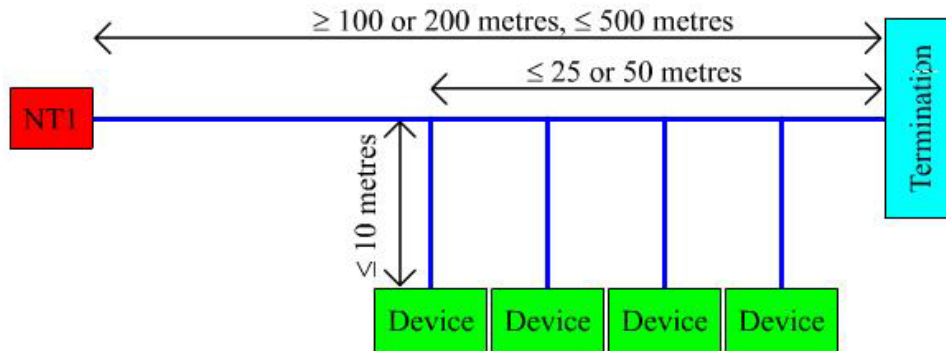 ≥ 100 or 200 metres, ≤ 500 metres
≤ 25 or 50 metres
NT1
Termination
≤ 10 metres
Device
Device
Device
Device